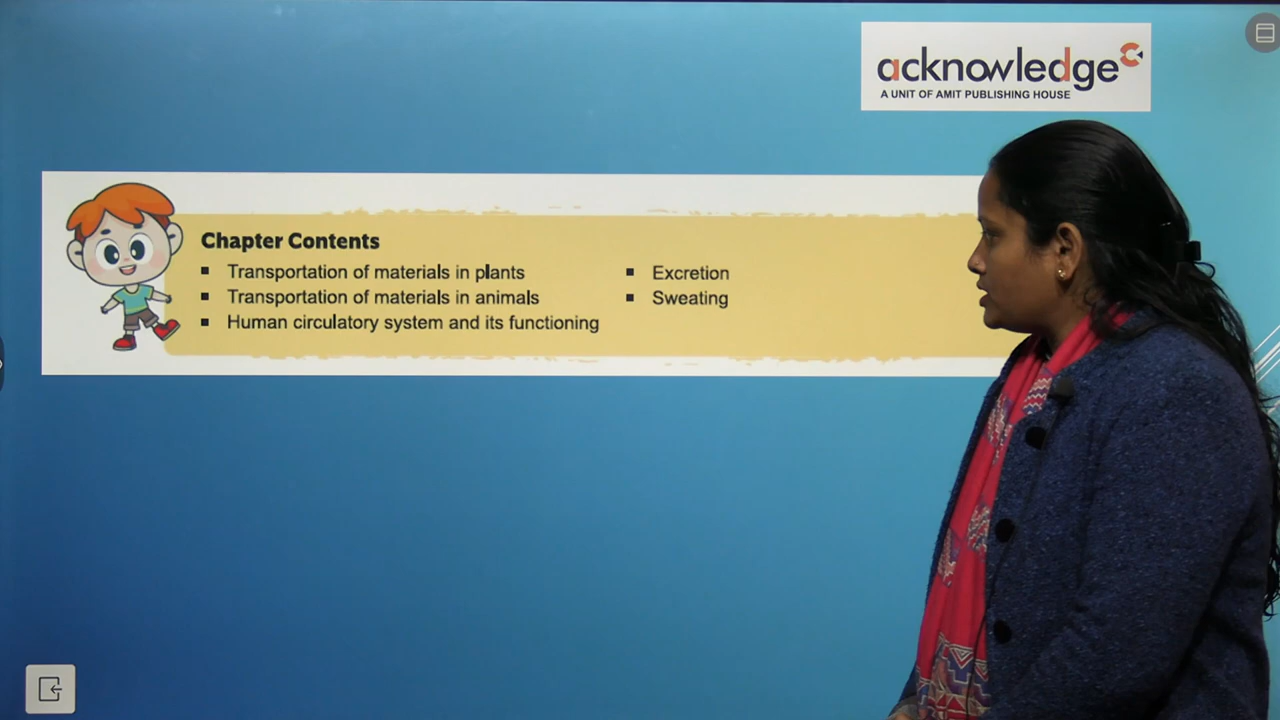 acknowledge
A UNIT OF AMIT PUBLISHING HOUSE
Chapter Contents
Transportation of materials in plants
Transportation of materials in animals
Human circulatory system and its functioning
Excretion
Sweating